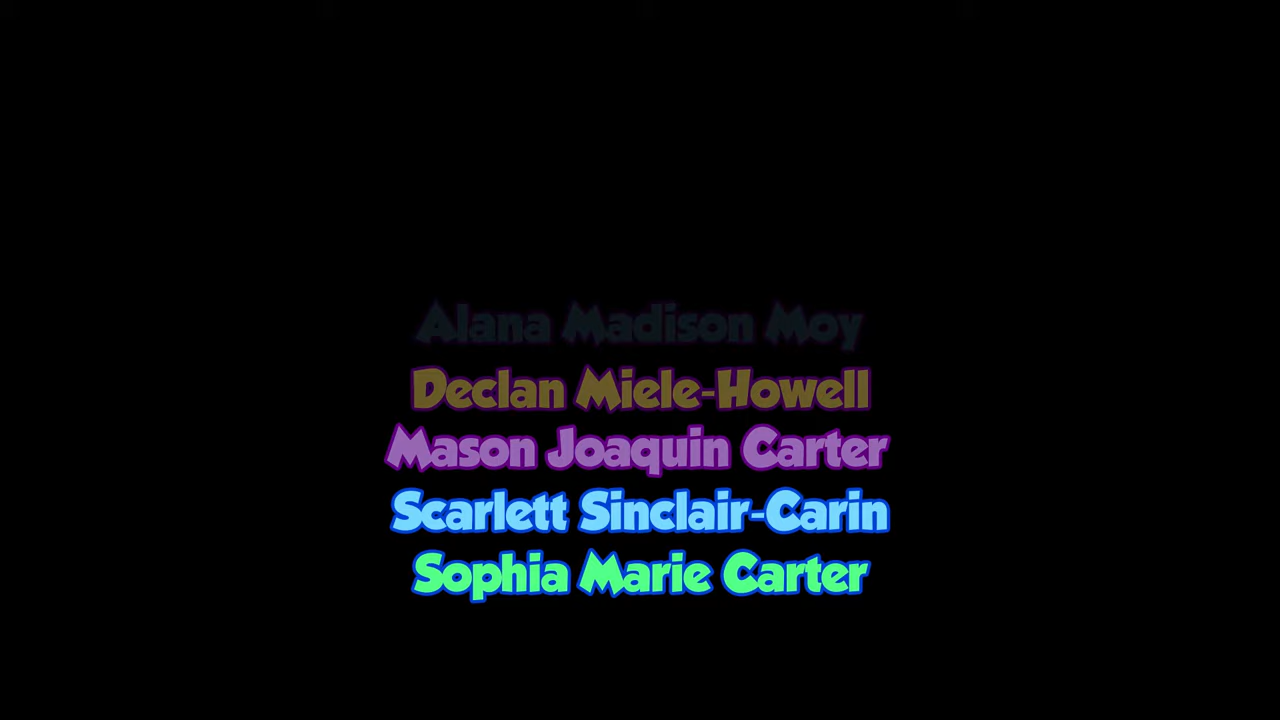 Alana Madison Moy
Declan Miele-Howell
Mason Joaquin Carter
Scarlett Sinclair-Carin
Sophia Marie Carter